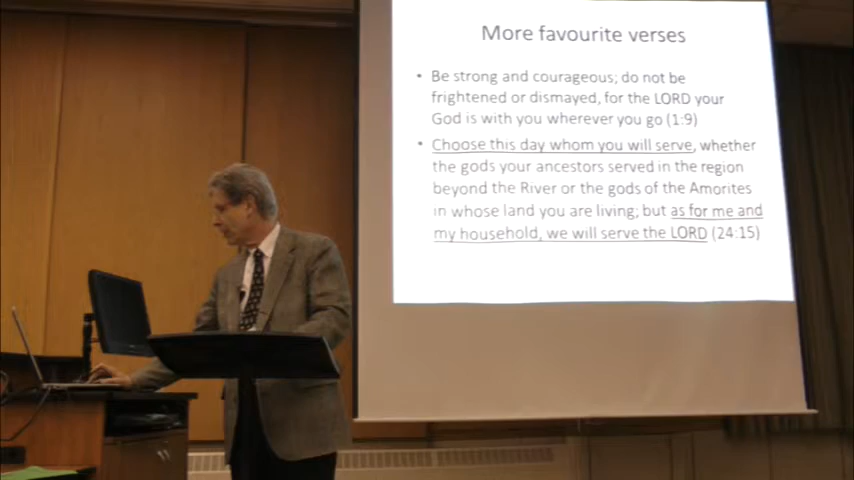 More favourite verses
• Be strong and courageous; do not be
frightened or dismayed, for the LORD your
God is with you wherever you go (1:9)
• Choose this day whom you will serve, whether
the gods your ancestors served in the region
beyond the River or the gods of the Amorites
in whose land you are living; but as for me and
my household, we will serve the LORD (24:15)